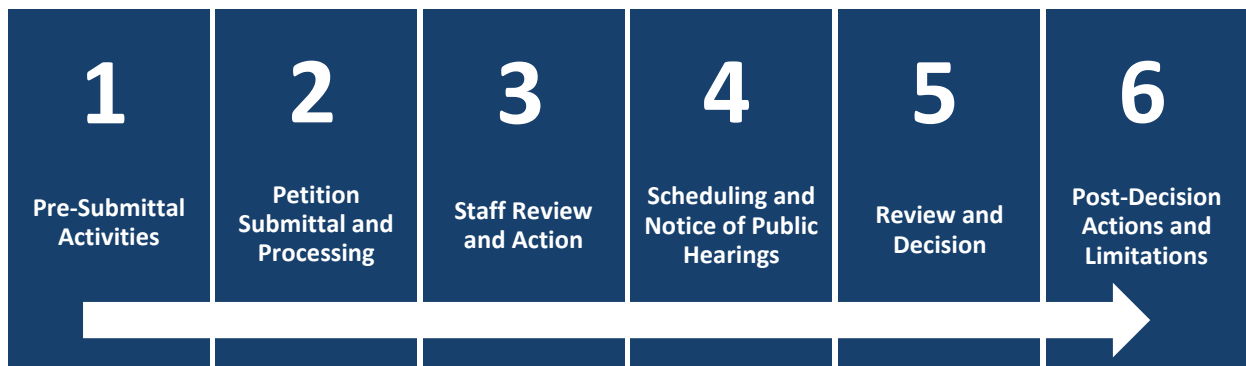 1
Pre-Submittal
Activities
2
Petition
Submittal and
Processing
3
Staff Review
and Action
4
Scheduling and
Notice of Public
Hearings
5
Review and
Decision
6
Post-Decision
Actions and
Limitations